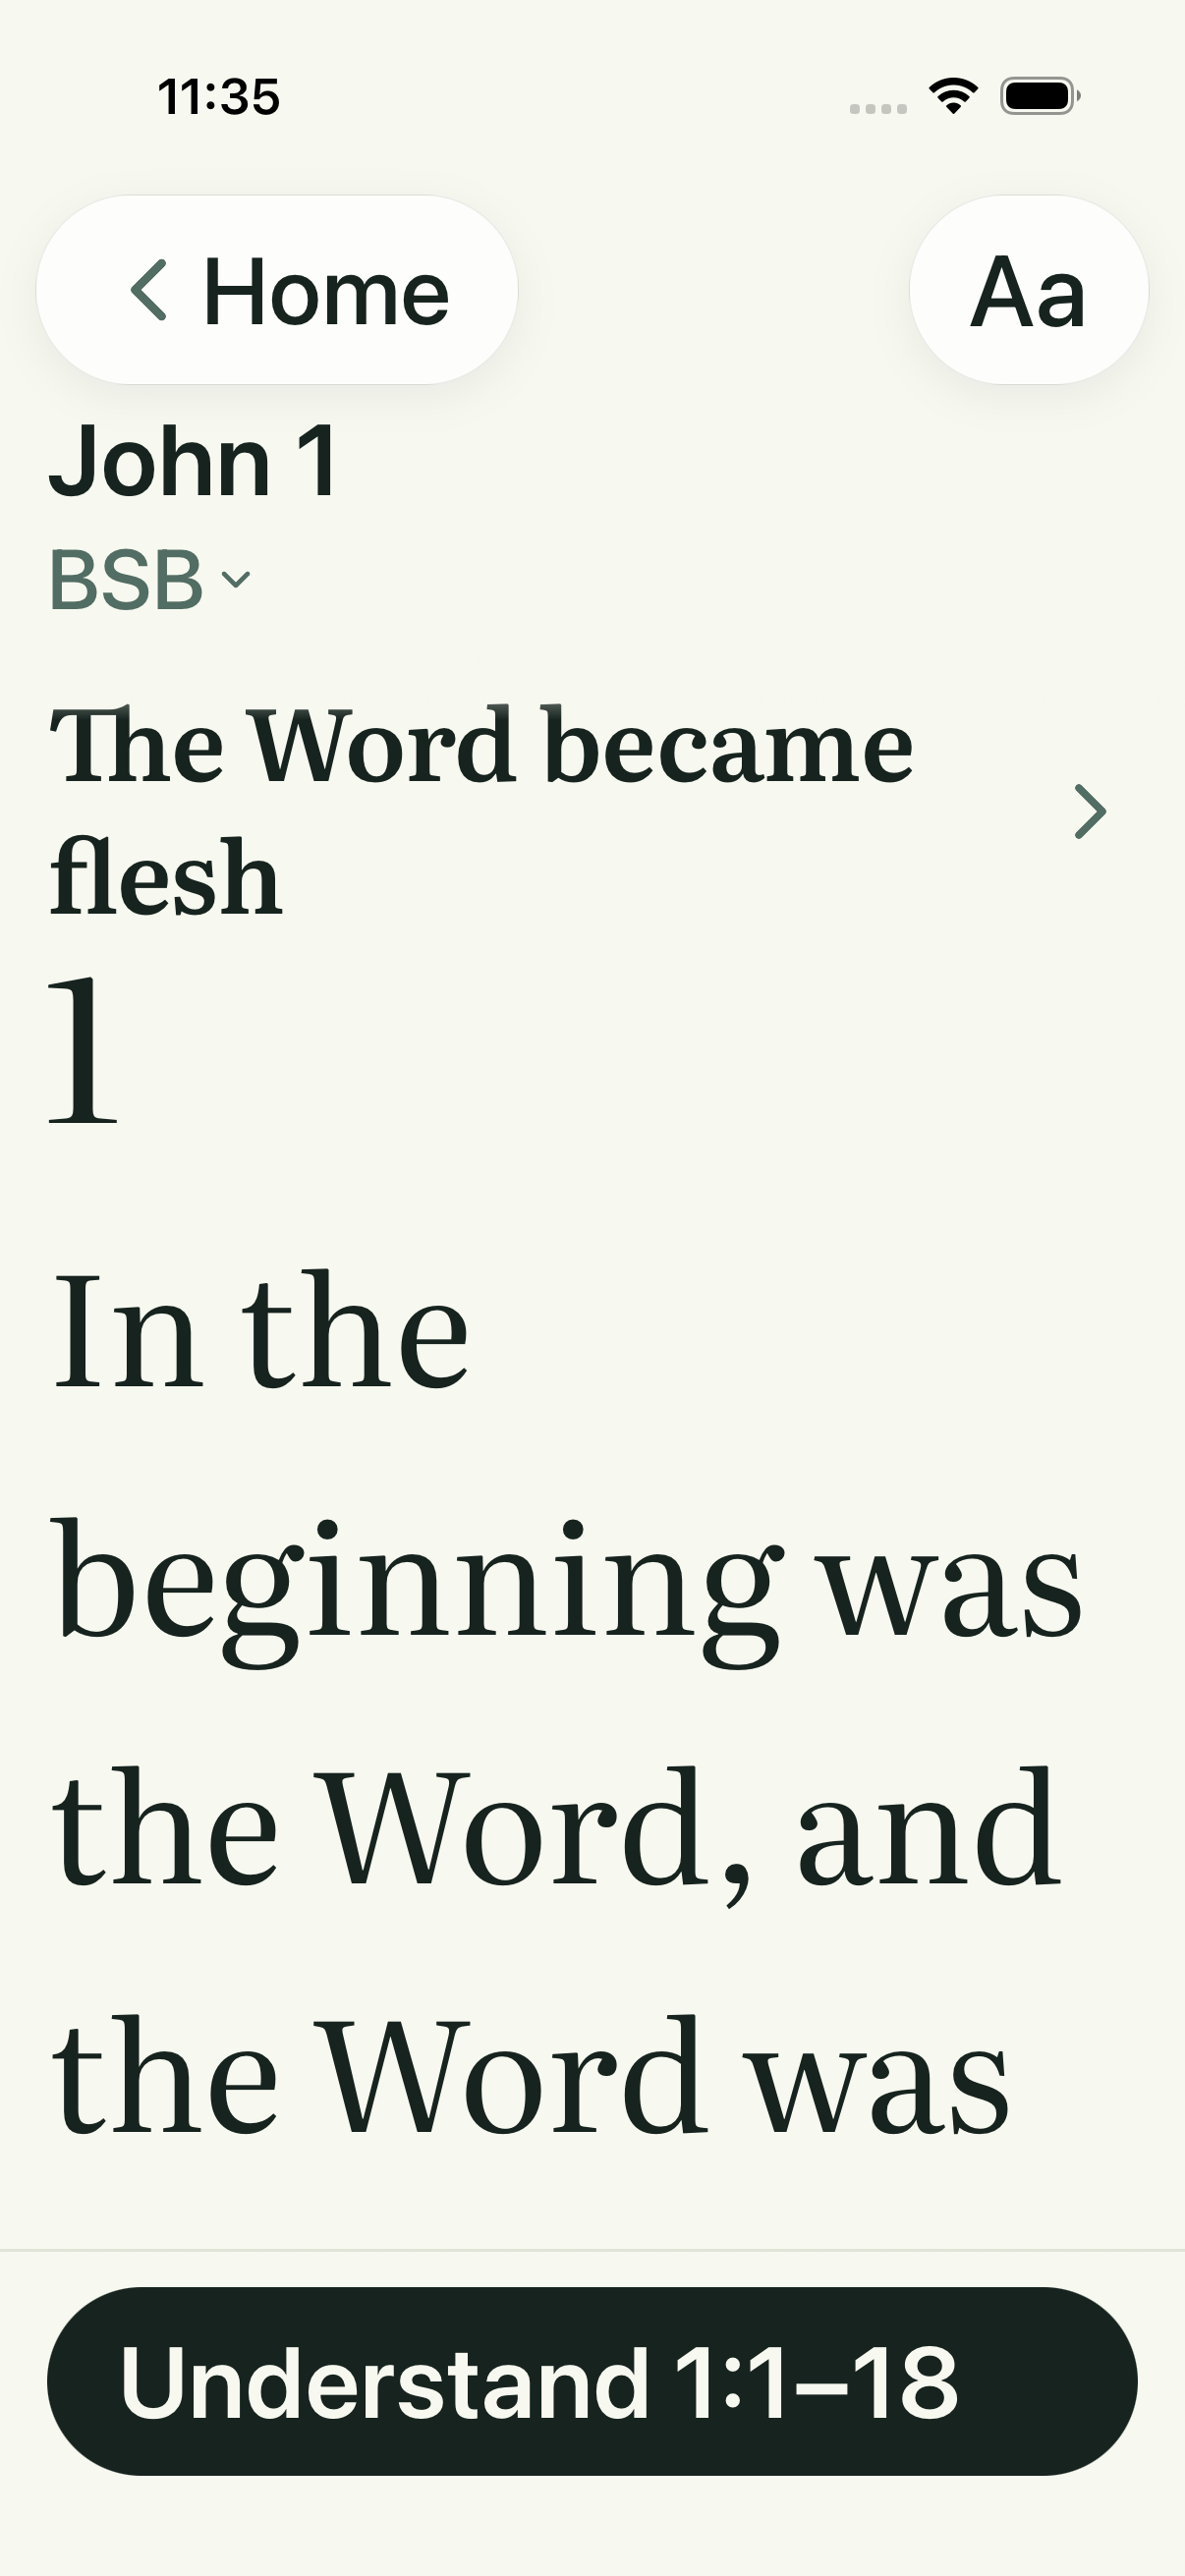 11:35
Home
Aa
John 1
BSB
The Word became
flesh
1
In the
beginning was
the Word, and
the Word was
Understand 1:1–18